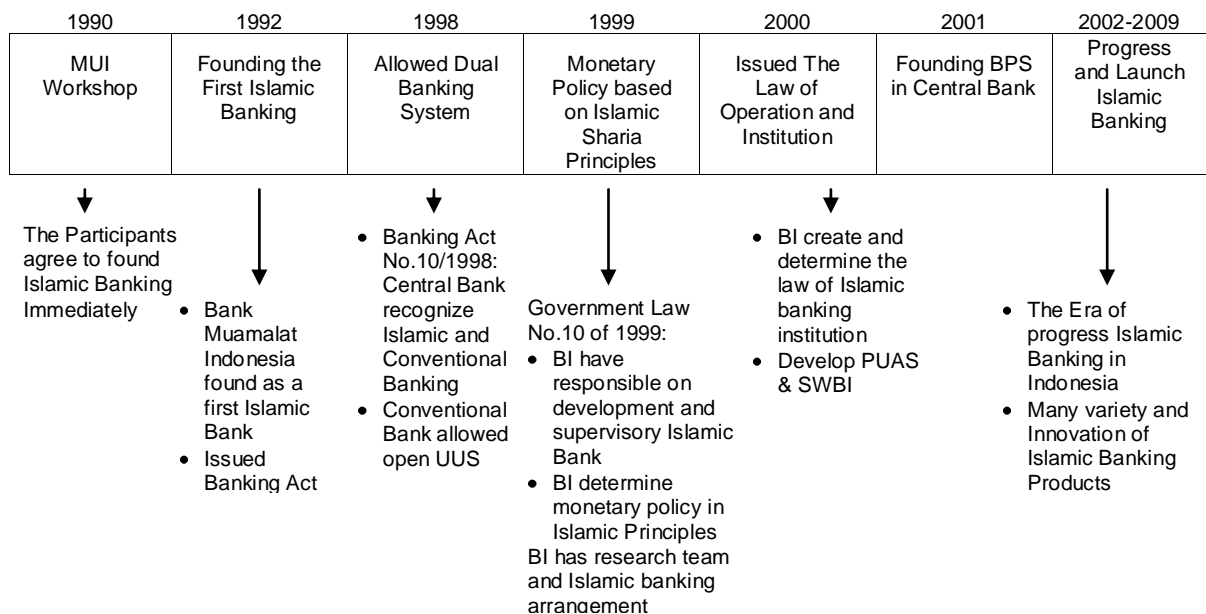 1990
1992
1998
1999
2000
2001
2002-2009
MUI
Workshop
Founding the
First Islamic
Banking
Allowed Dual
Banking
System
Monetary
Policy based
on Islamic
Sharia
Principles
Issued The
Law of
Operation and
Institution
Founding BPS
in Central Bank
Progress
and Launch
Islamic
Banking
The Participants
agree to found
Islamic Banking
Immediately
• Bank
Muamalat
Indonesia
found as a
first Islamic
Bank
• Issued
Banking Act
• Banking Act
No.10/1998:
Central Bank
recognize
Islamic and
Conventional
Banking
• Conventional
Bank allowed
open UUS
Government Law
No.10 of 1999:
• BI have
responsible on
development and
supervisory Islamic
Bank
• BI determine
monetary policy in
Islamic Principles
BI has research team
and Islamic banking
arrangement
• BI create and
determine the
law of Islamic
banking
institution
• Develop PUAS
& SWBI
• The Era of
progress Islamic
Banking in
Indonesia
• Many variety and
Innovation of
Islamic Banking
Products